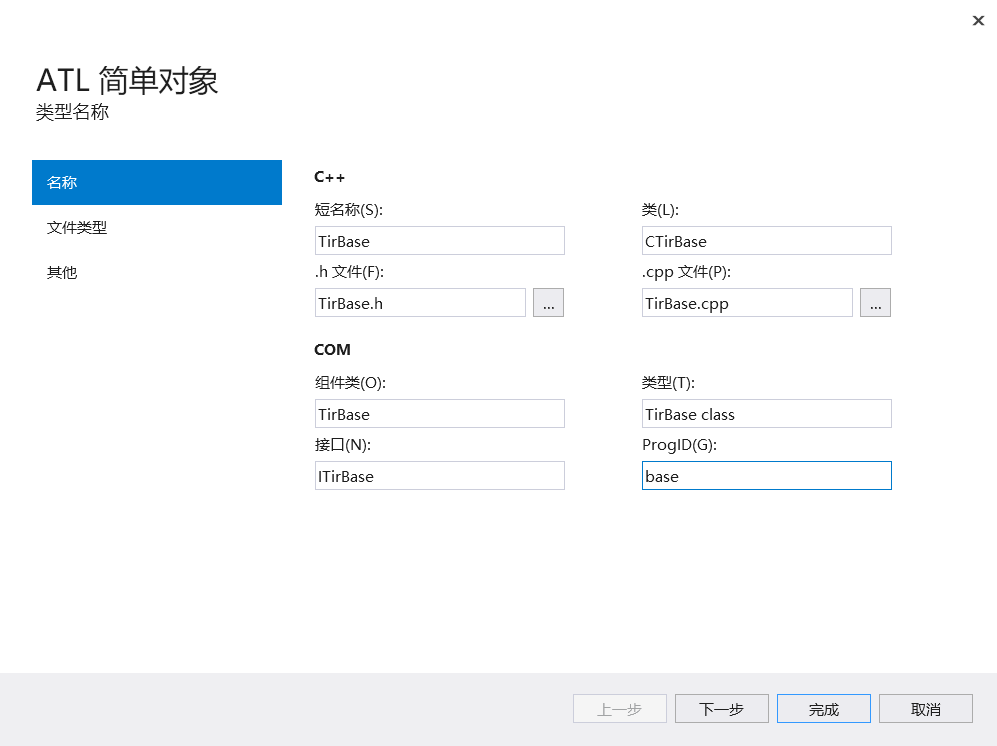 ATL 简单对象
类型名称
名称
文件类型
其他
C++
短名称(S):
类(L):
TirBase
CTirBase
.h 文件(F):
.cpp 文件(P):
TirBase.h
...
TirBase.cpp
...
COM
组件类(O):
类型(T):
TirBase
TirBase class
接口(N):
ProgID(G):
ITirBase
base
上一步
下一步
完成
取消